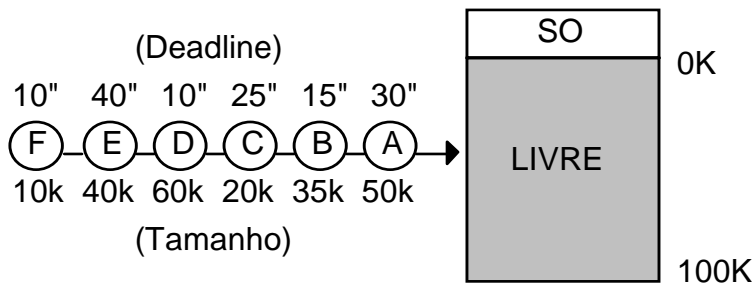 (Deadline)
10" 40" 10" 25" 15" 30"
F E D C B A
10k 40k 60k 20k 35k 50k
(Tamanho)
SO
0K
LIVRE
100K